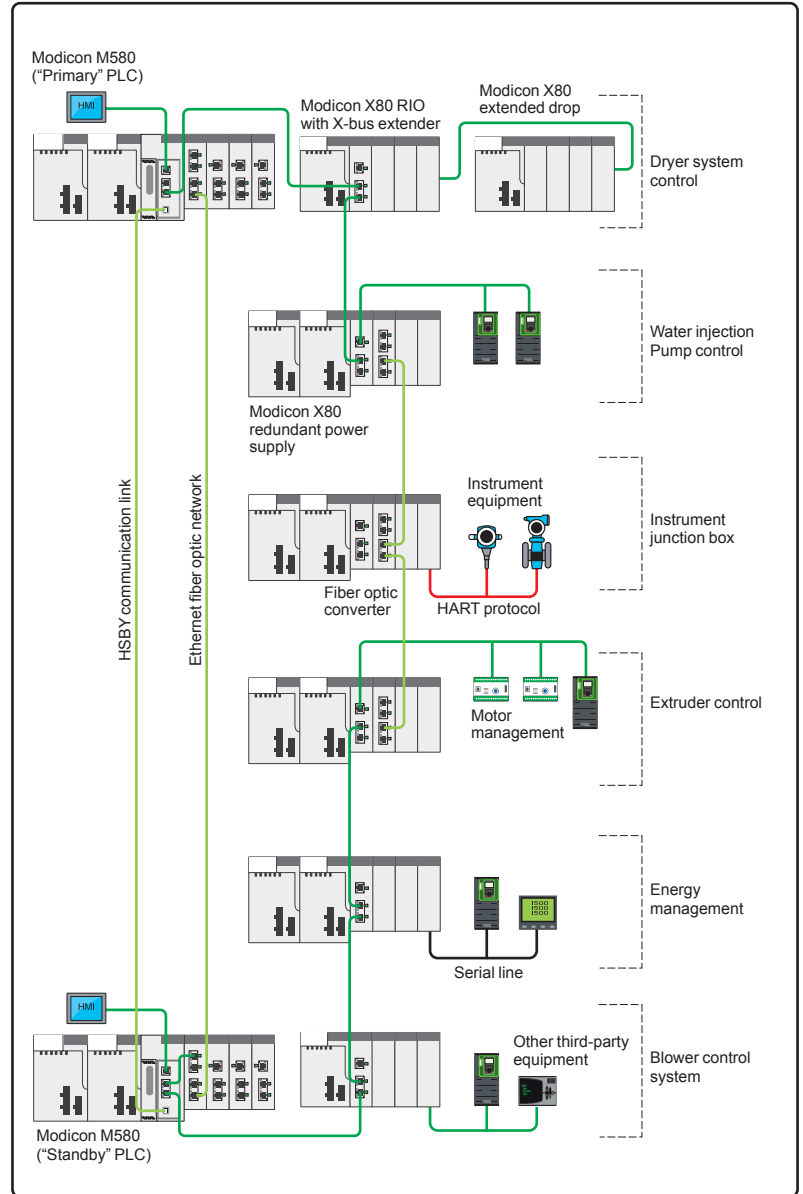 Modicon M580
(“Primary” PLC)
HMI
Modicon X80 RIO
with X-bus extender
Modicon X80
extended drop
Dryer system
control
Water injection
Pump control
Modicon X80
redundant power
supply
HSBY communication link
Ethernet fiber optic network
Instrument
equipment
Instrument
junction box
Fiber optic
converter
HART protocol
Extruder control
Motor
management
Energy
management
1500
1500
1500
Serial line
HMI
Other third-party
equipment
Blower control
system
Modicon M580
(“Standby” PLC)